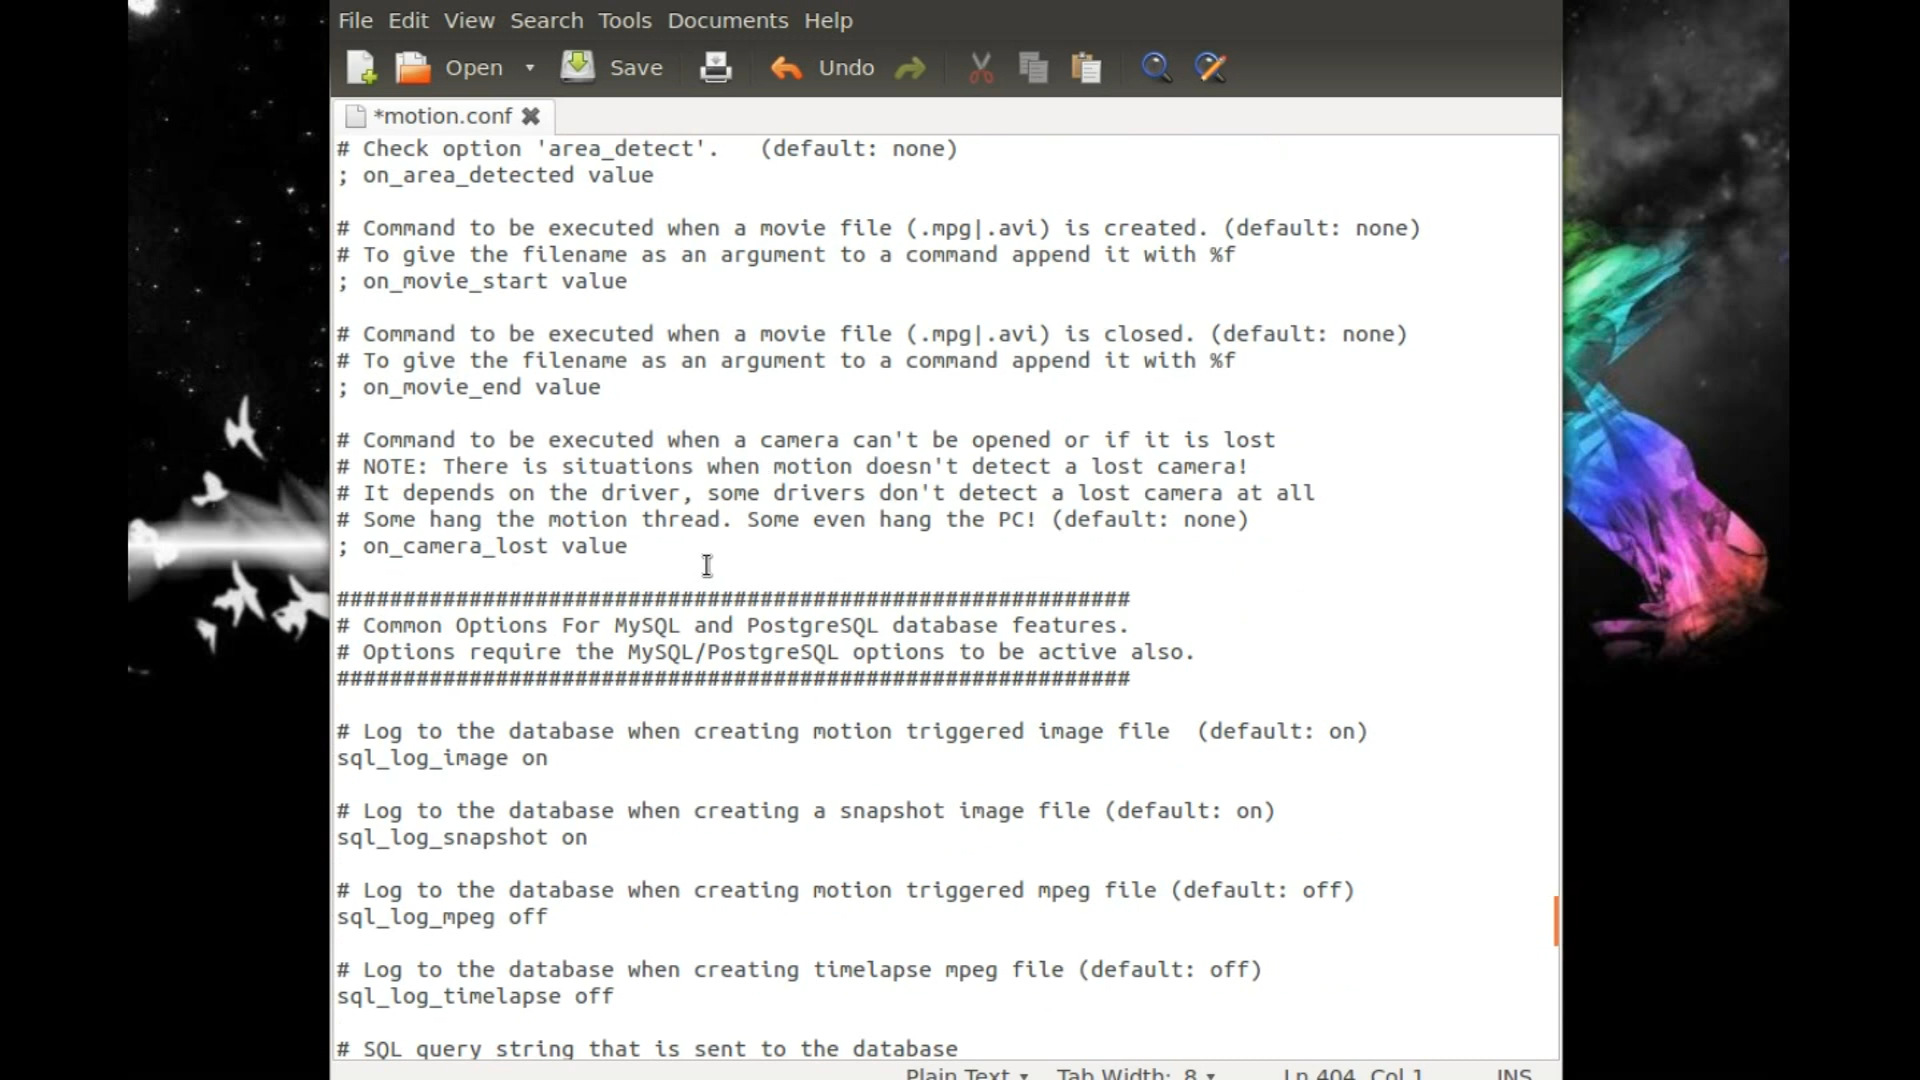 File Edit View Search Tools Documents Help
Open Save Undo
*motion.conf
# Check option 'area_detect'.   (default: none)
; on_area_detected value
# Command to be executed when a movie file (.mpg|.avi) is created. (default: none)
# To give the filename as an argument to a command append it with %f
; on_movie_start value
# Command to be executed when a movie file (.mpg|.avi) is closed. (default: none)
# To give the filename as an argument to a command append it with %f
; on_movie_end value
# Command to be executed when a camera can't be opened or if it is lost
# NOTE: There is situations when motion doesn't detect a lost camera!
# It depends on the driver, some drivers don't detect a lost camera at all
# Some hang the motion thread. Some even hang the PC! (default: none)
; on_camera_lost value
############################################################
# Common Options For MySQL and PostgreSQL database features.
# Options require the MySQL/PostgreSQL options to be active also.
############################################################
# Log to the database when creating motion triggered image file  (default: on)
sql_log_image on
# Log to the database when creating a snapshot image file (default: on)
sql_log_snapshot on
# Log to the database when creating motion triggered mpeg file (default: off)
sql_log_mpeg off
# Log to the database when creating timelapse mpeg file (default: off)
sql_log_timelapse off
# SQL query string that is sent to the database
Plain Text Tab Width: 8 Ln 404, Col 1 INS